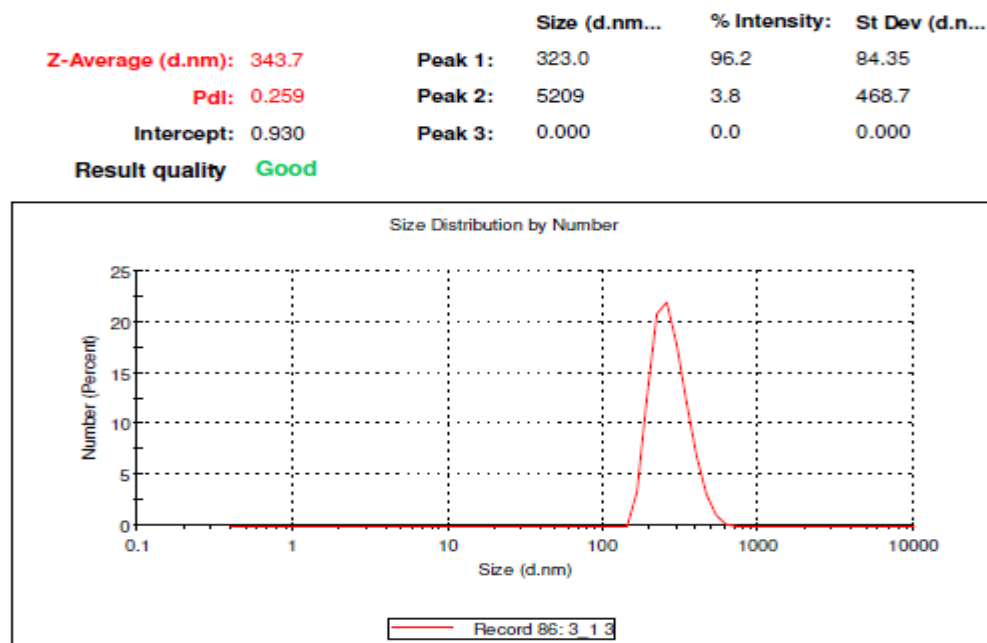 Size (d.nm... % Intensity: St Dev (d.n...
Z-Average (d.nm): 343.7 Peak 1: 323.0 96.2 84.35
PdI: 0.259 Peak 2: 5209 3.8 468.7
Intercept: 0.930 Peak 3: 0.000 0.0 0.000
Result quality Good
Size Distribution by Number
25
20
15
10
5
0
Number (Percent)
0.1 1 10 100 1000 10000
Size (d.nm)
Record 86: 3_1 3